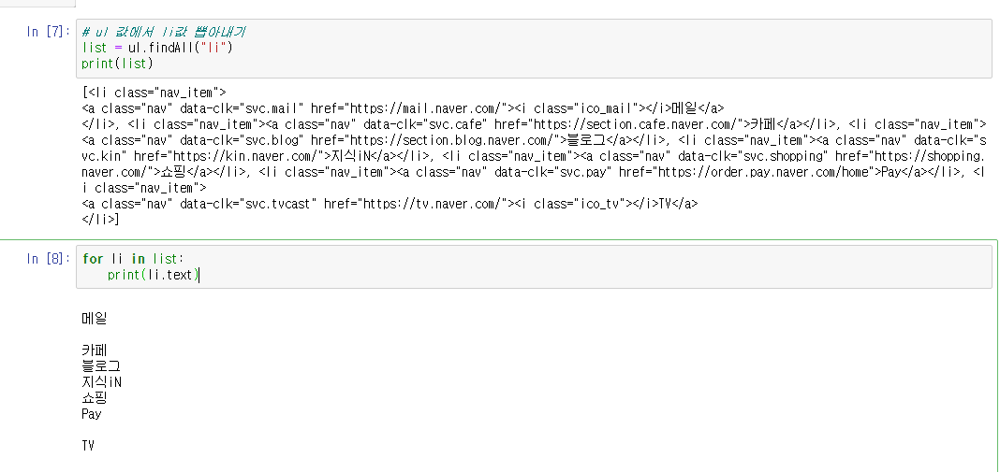 In [7]: # ul 값에서 li값 뽑아내기
list = ul.findAll("li")
print(list)
[<li class="nav_item">
<a class="nav" data-clk="svc.mail" href="https://mail.naver.com/"><i class="ico_mail"></i>메일</a>
</li>, <li class="nav_item"><a class="nav" data-clk="svc.cafe" href="https://section.cafe.naver.com/">카페</a></li>, <li class="nav_item">
<a class="nav" data-clk="svc.blog" href="https://section.blog.naver.com/">블로그</a></li>, <li class="nav_item"><a class="nav" data-clk="s
vc.kin" href="https://kin.naver.com/">지식iN</a></li>, <li class="nav_item"><a class="nav" data-clk="svc.shopping" href="https://shopping.
naver.com/">쇼핑</a></li>, <li class="nav_item"><a class="nav" data-clk="svc.pay" href="https://order.pay.naver.com/home">Pay</a></li>, <l
i class="nav_item">
<a class="nav" data-clk="svc.tvcast" href="https://tv.naver.com/"><i class="ico_tv"></i>TV</a>
</li>]
In [8]: for li in list:
print(li.text)
메일
카페
블로그
지식iN
쇼핑
Pay
TV